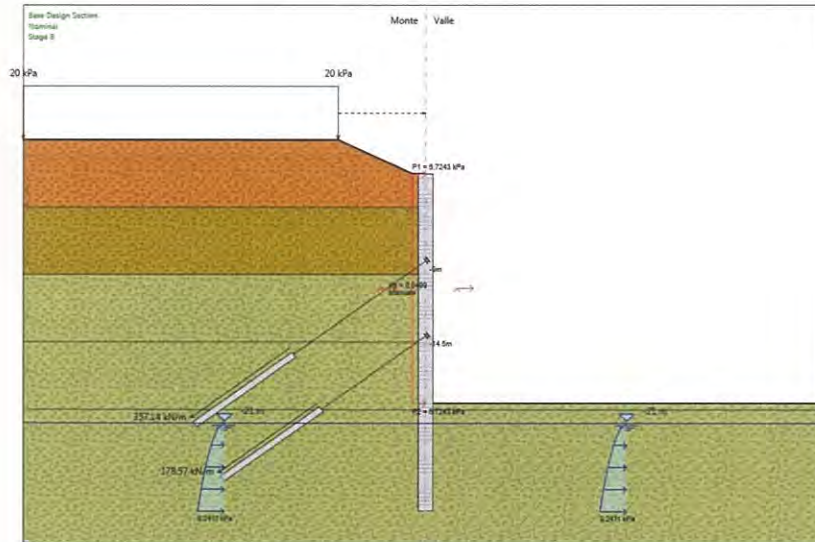 Base Design Section
Nominal
Stage 8
Monte Valle
20 kPa 20 kPa
P1 = 6.7243 kPa
-9m
-14.5m
357.14 kN/m
178.57 kN/m
-21 m
-21 m